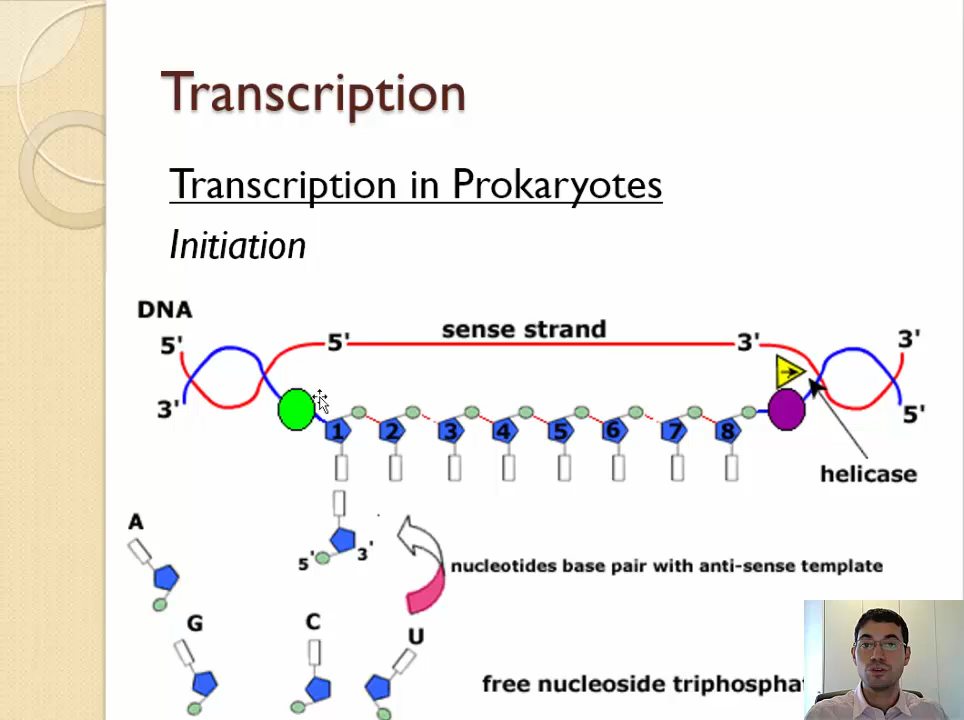 Transcription
Transcription in Prokaryotes
Initiation
DNA
5'
5'
sense strand
3'
3'
3'
5'
1 2 3 4 5 6 7 8
helicase
A
5'
3'
nucleotides base pair with anti-sense template
G
C
U
free nucleoside triphosphat